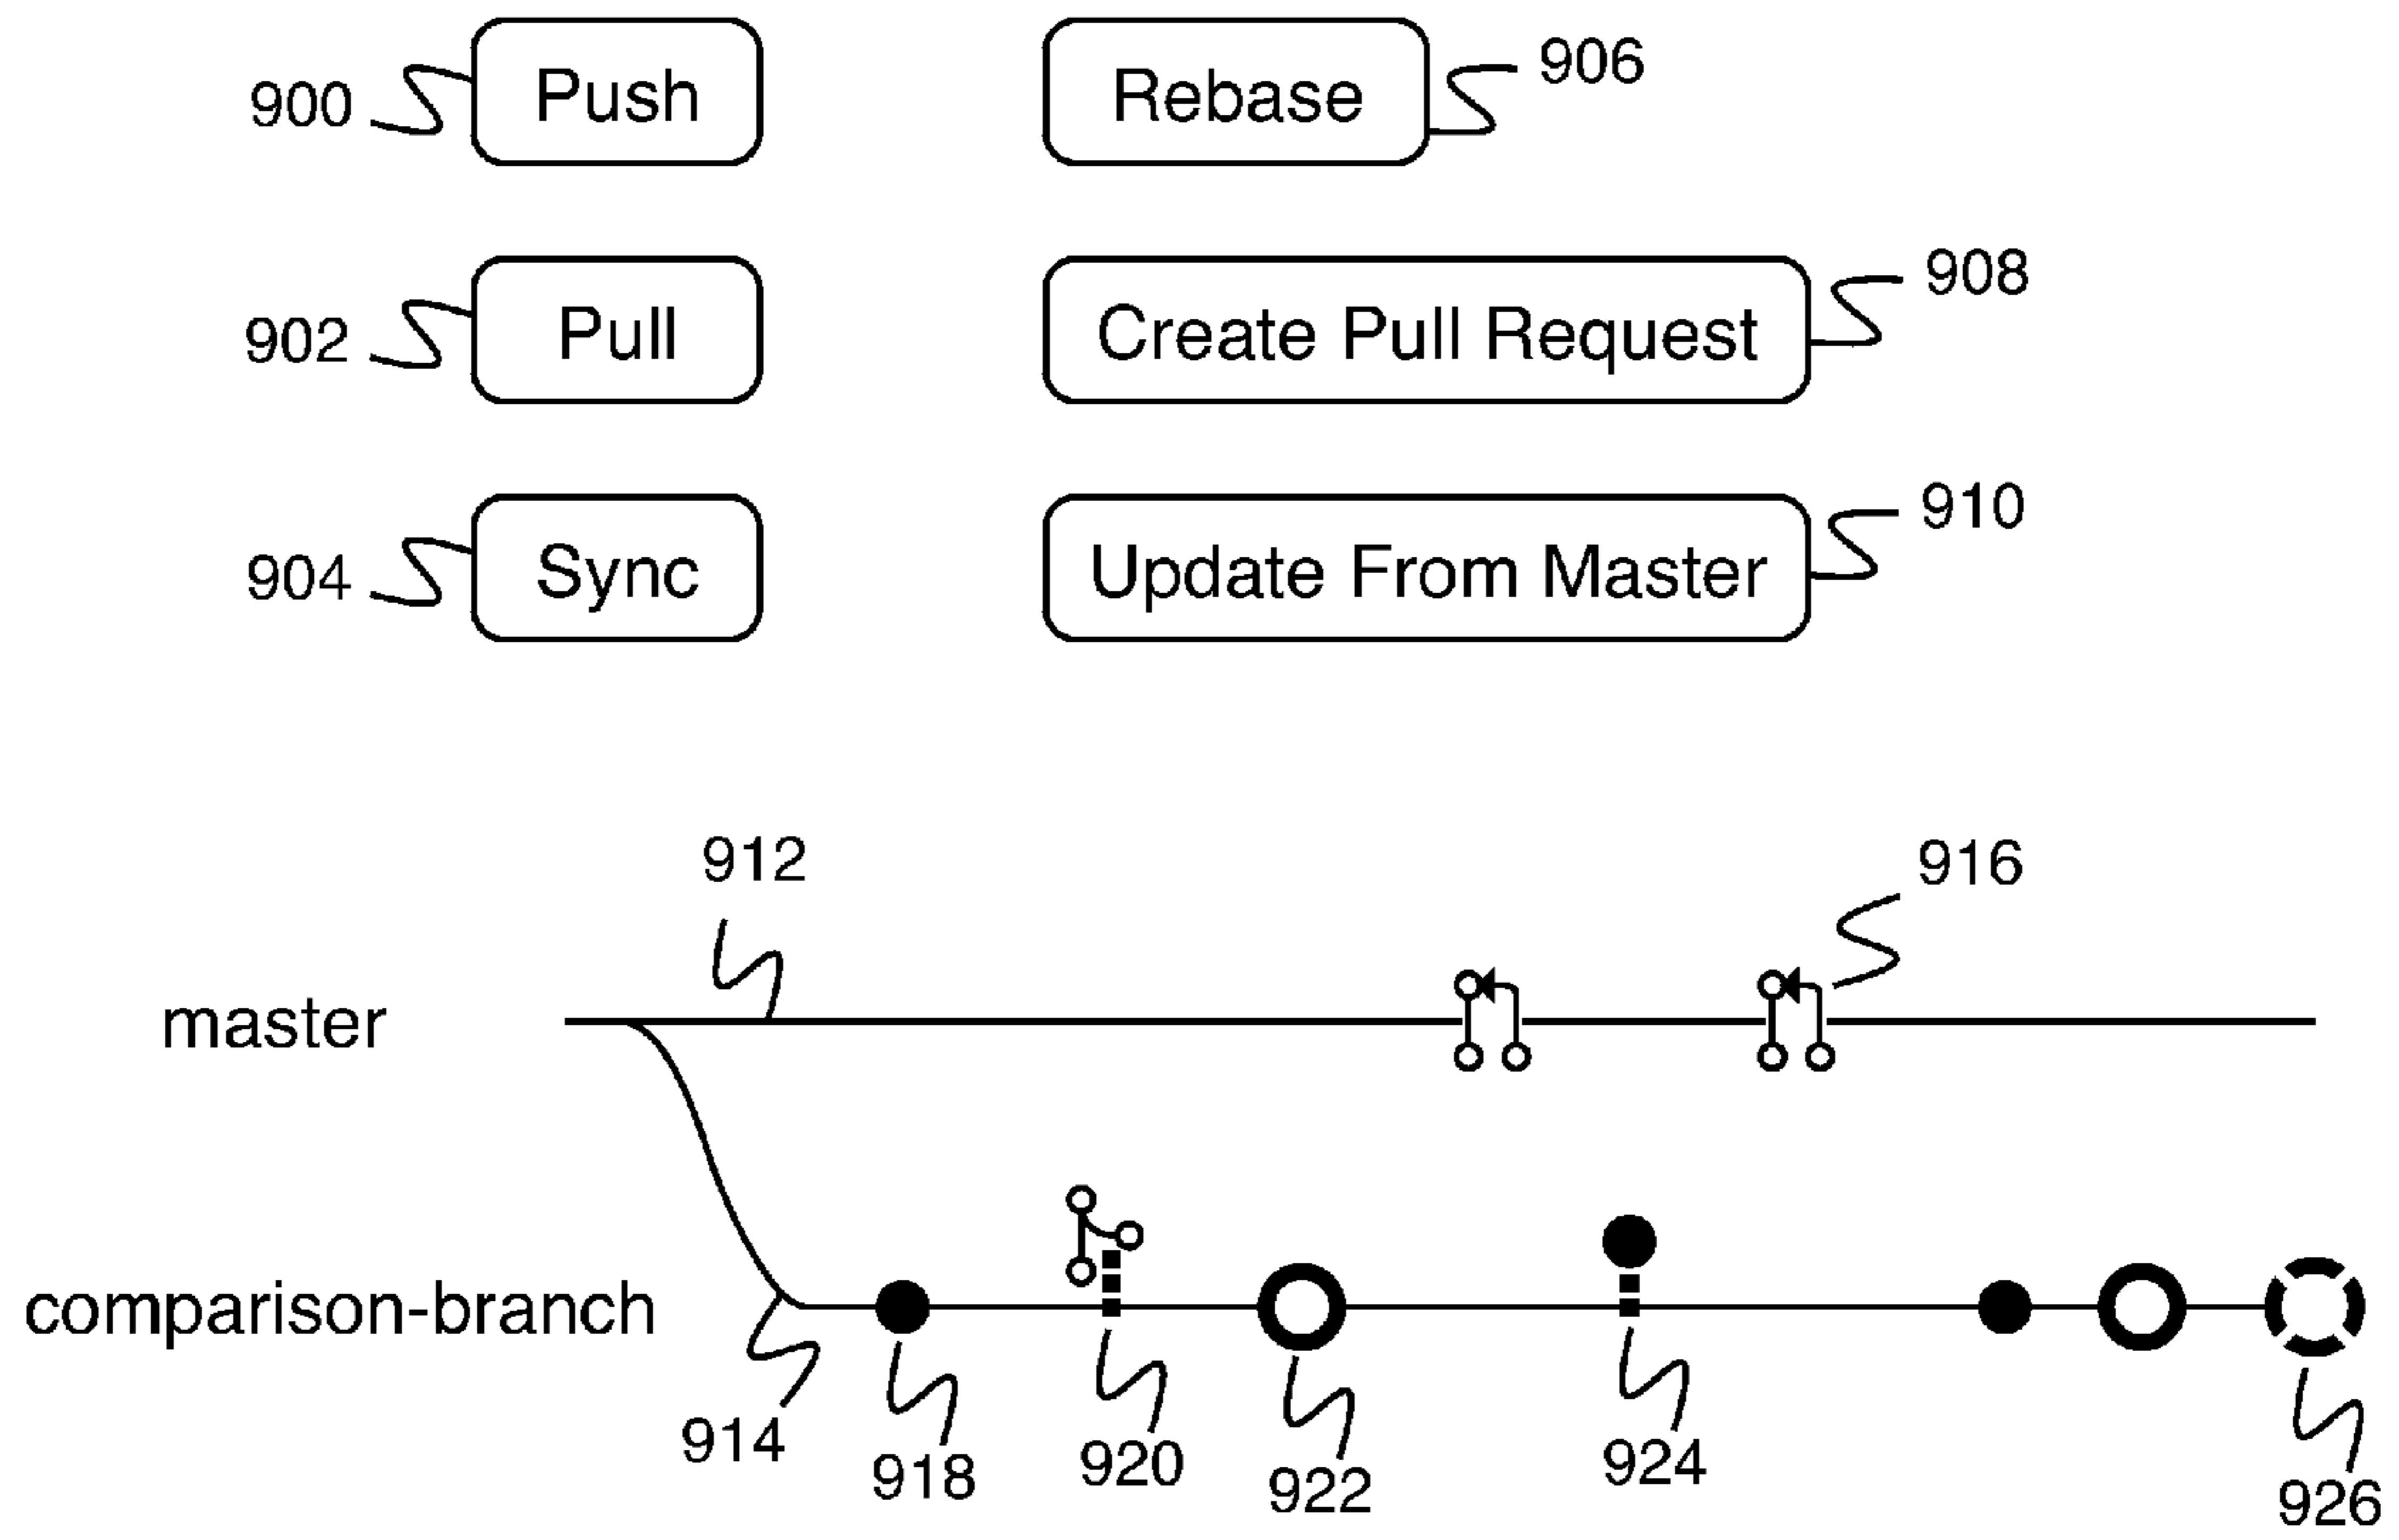 900 Push Rebase 906
902 Pull Create Pull Request 908
904 Sync Update From Master 910
912 916
master
comparison-branch
914 918 920 922 924 926